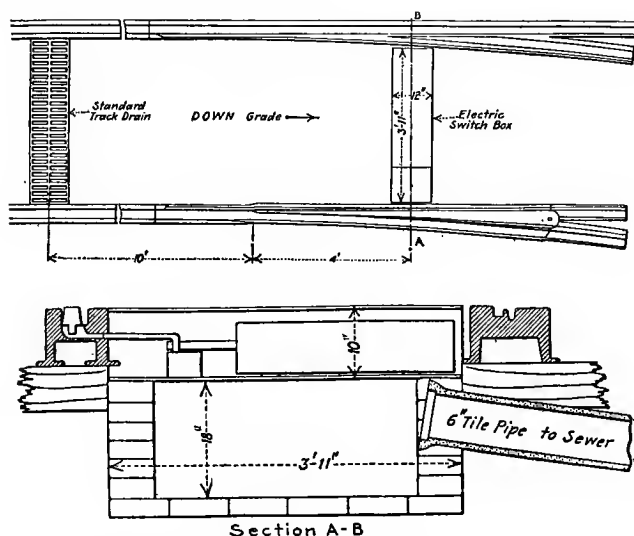 B
Standard
Track Drain
DOWN Grade
12"
3'-11"
Electric
Switch Box
A
10'
4'
10"
18"
3'-11"
6" Tile Pipe to Sewer
Section A-B